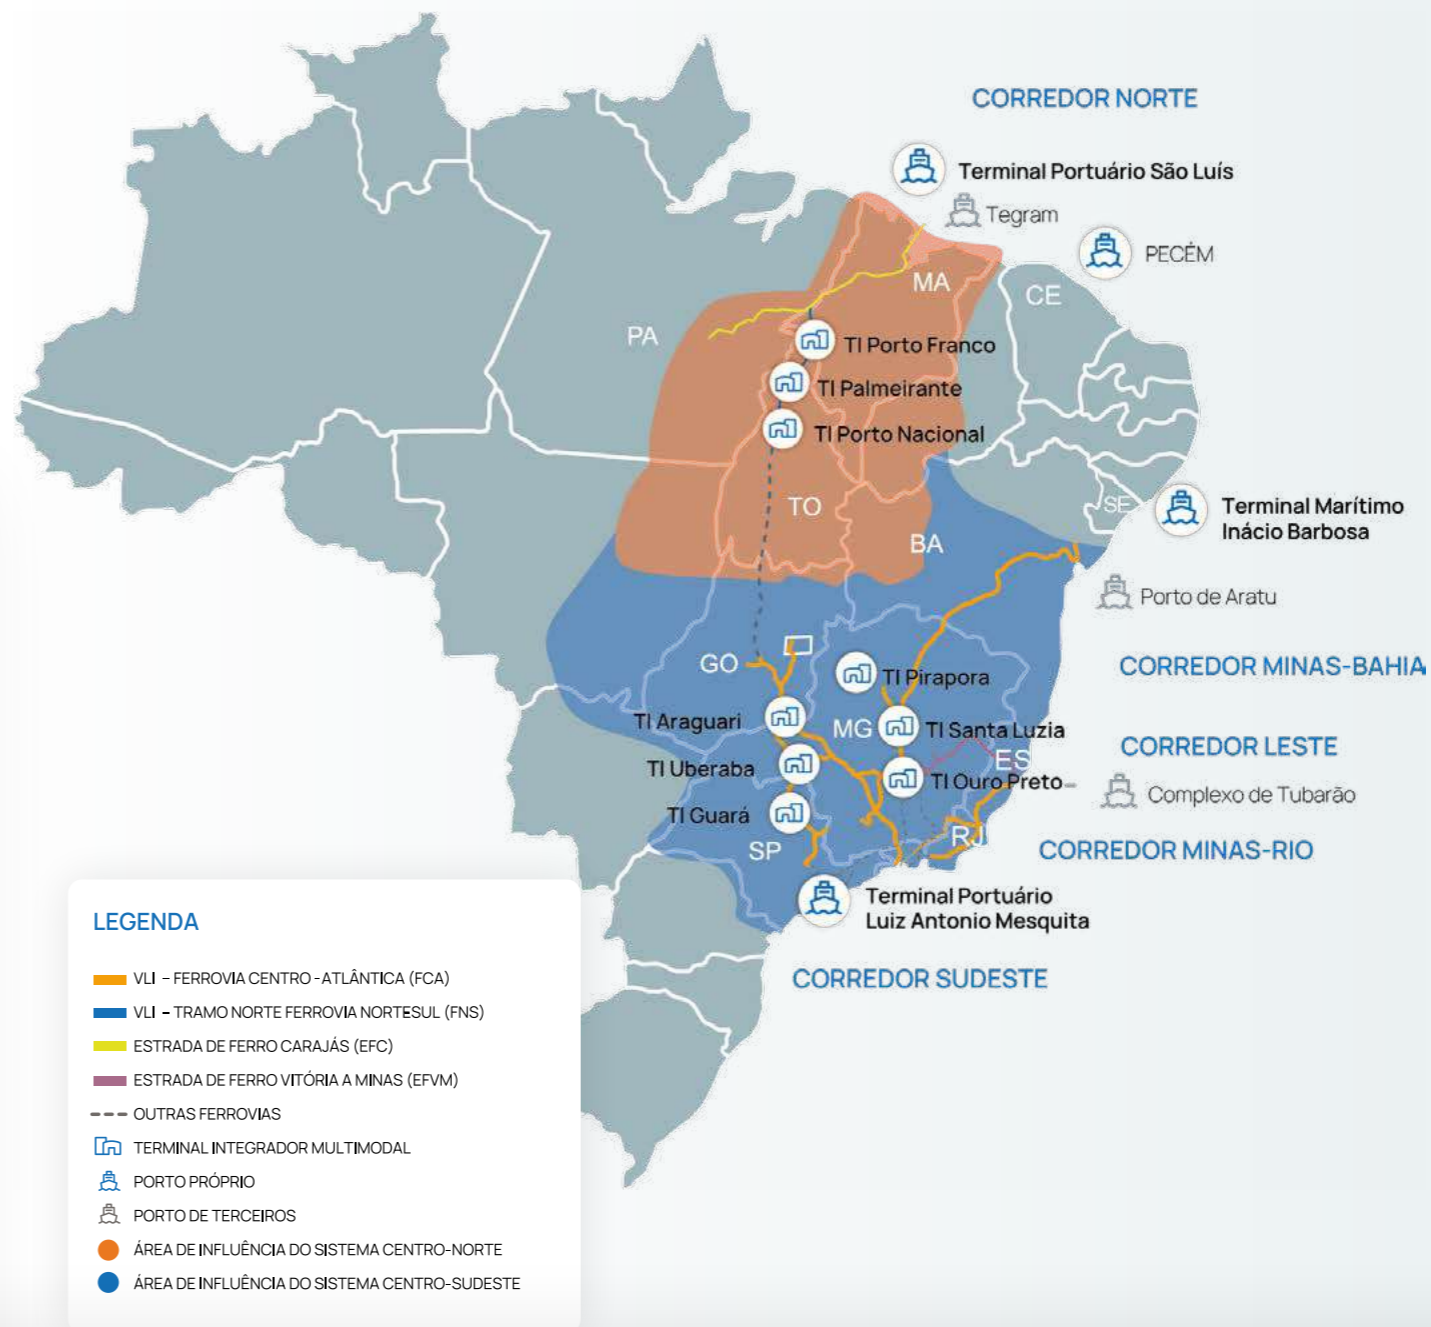 CORREDOR NORTE
Terminal Portuário São Luís
Tegram
PECÉM
MA
CE
PA
TI Porto Franco
TI Palmeirante
TI Porto Nacional
TO
SE
Terminal Marítimo
Inácio Barbosa
BA
Porto de Aratu
GO
CORREDOR MINAS-BAHIA
TI Pirapora
TI Araguari
MG
TI Santa Luzia
CORREDOR LESTE
ES
TI Uberaba
TI Ouro Preto
Complexo de Tubarão
TI Guará
RJ
SP
CORREDOR MINAS-RIO
Terminal Portuário
Luiz Antonio Mesquita
CORREDOR SUDESTE
LEGENDA
VLI – FERROVIA CENTRO-ATLÂNTICA (FCA)
VLI – TRAMO NORTE FERROVIA NORTESUL (FNS)
ESTRADA DE FERRO CARAJÁS (EFC)
ESTRADA DE FERRO VITÓRIA A MINAS (EFVM)
OUTRAS FERROVIAS
TERMINAL INTEGRADOR MULTIMODAL
PORTO PRÓPRIO
PORTO DE TERCEIROS
ÁREA DE INFLUÊNCIA DO SISTEMA CENTRO-NORTE
ÁREA DE INFLUÊNCIA DO SISTEMA CENTRO-SUDESTE